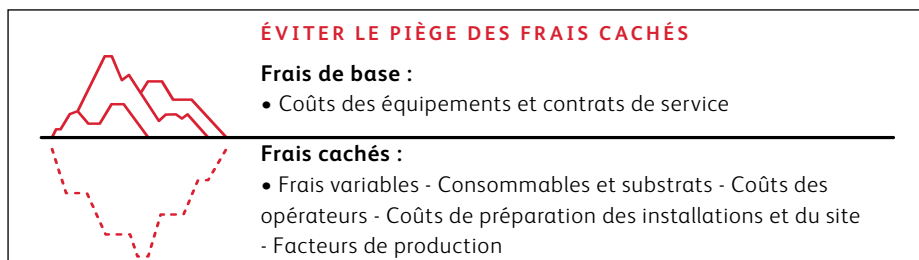 ÉVITER LE PIÈGE DES FRAIS CACHÉS
Frais de base :
• Coûts des équipements et contrats de service
Frais cachés :
• Frais variables - Consommables et substrats - Coûts des
opérateurs - Coûts de préparation des installations et du site
- Facteurs de production